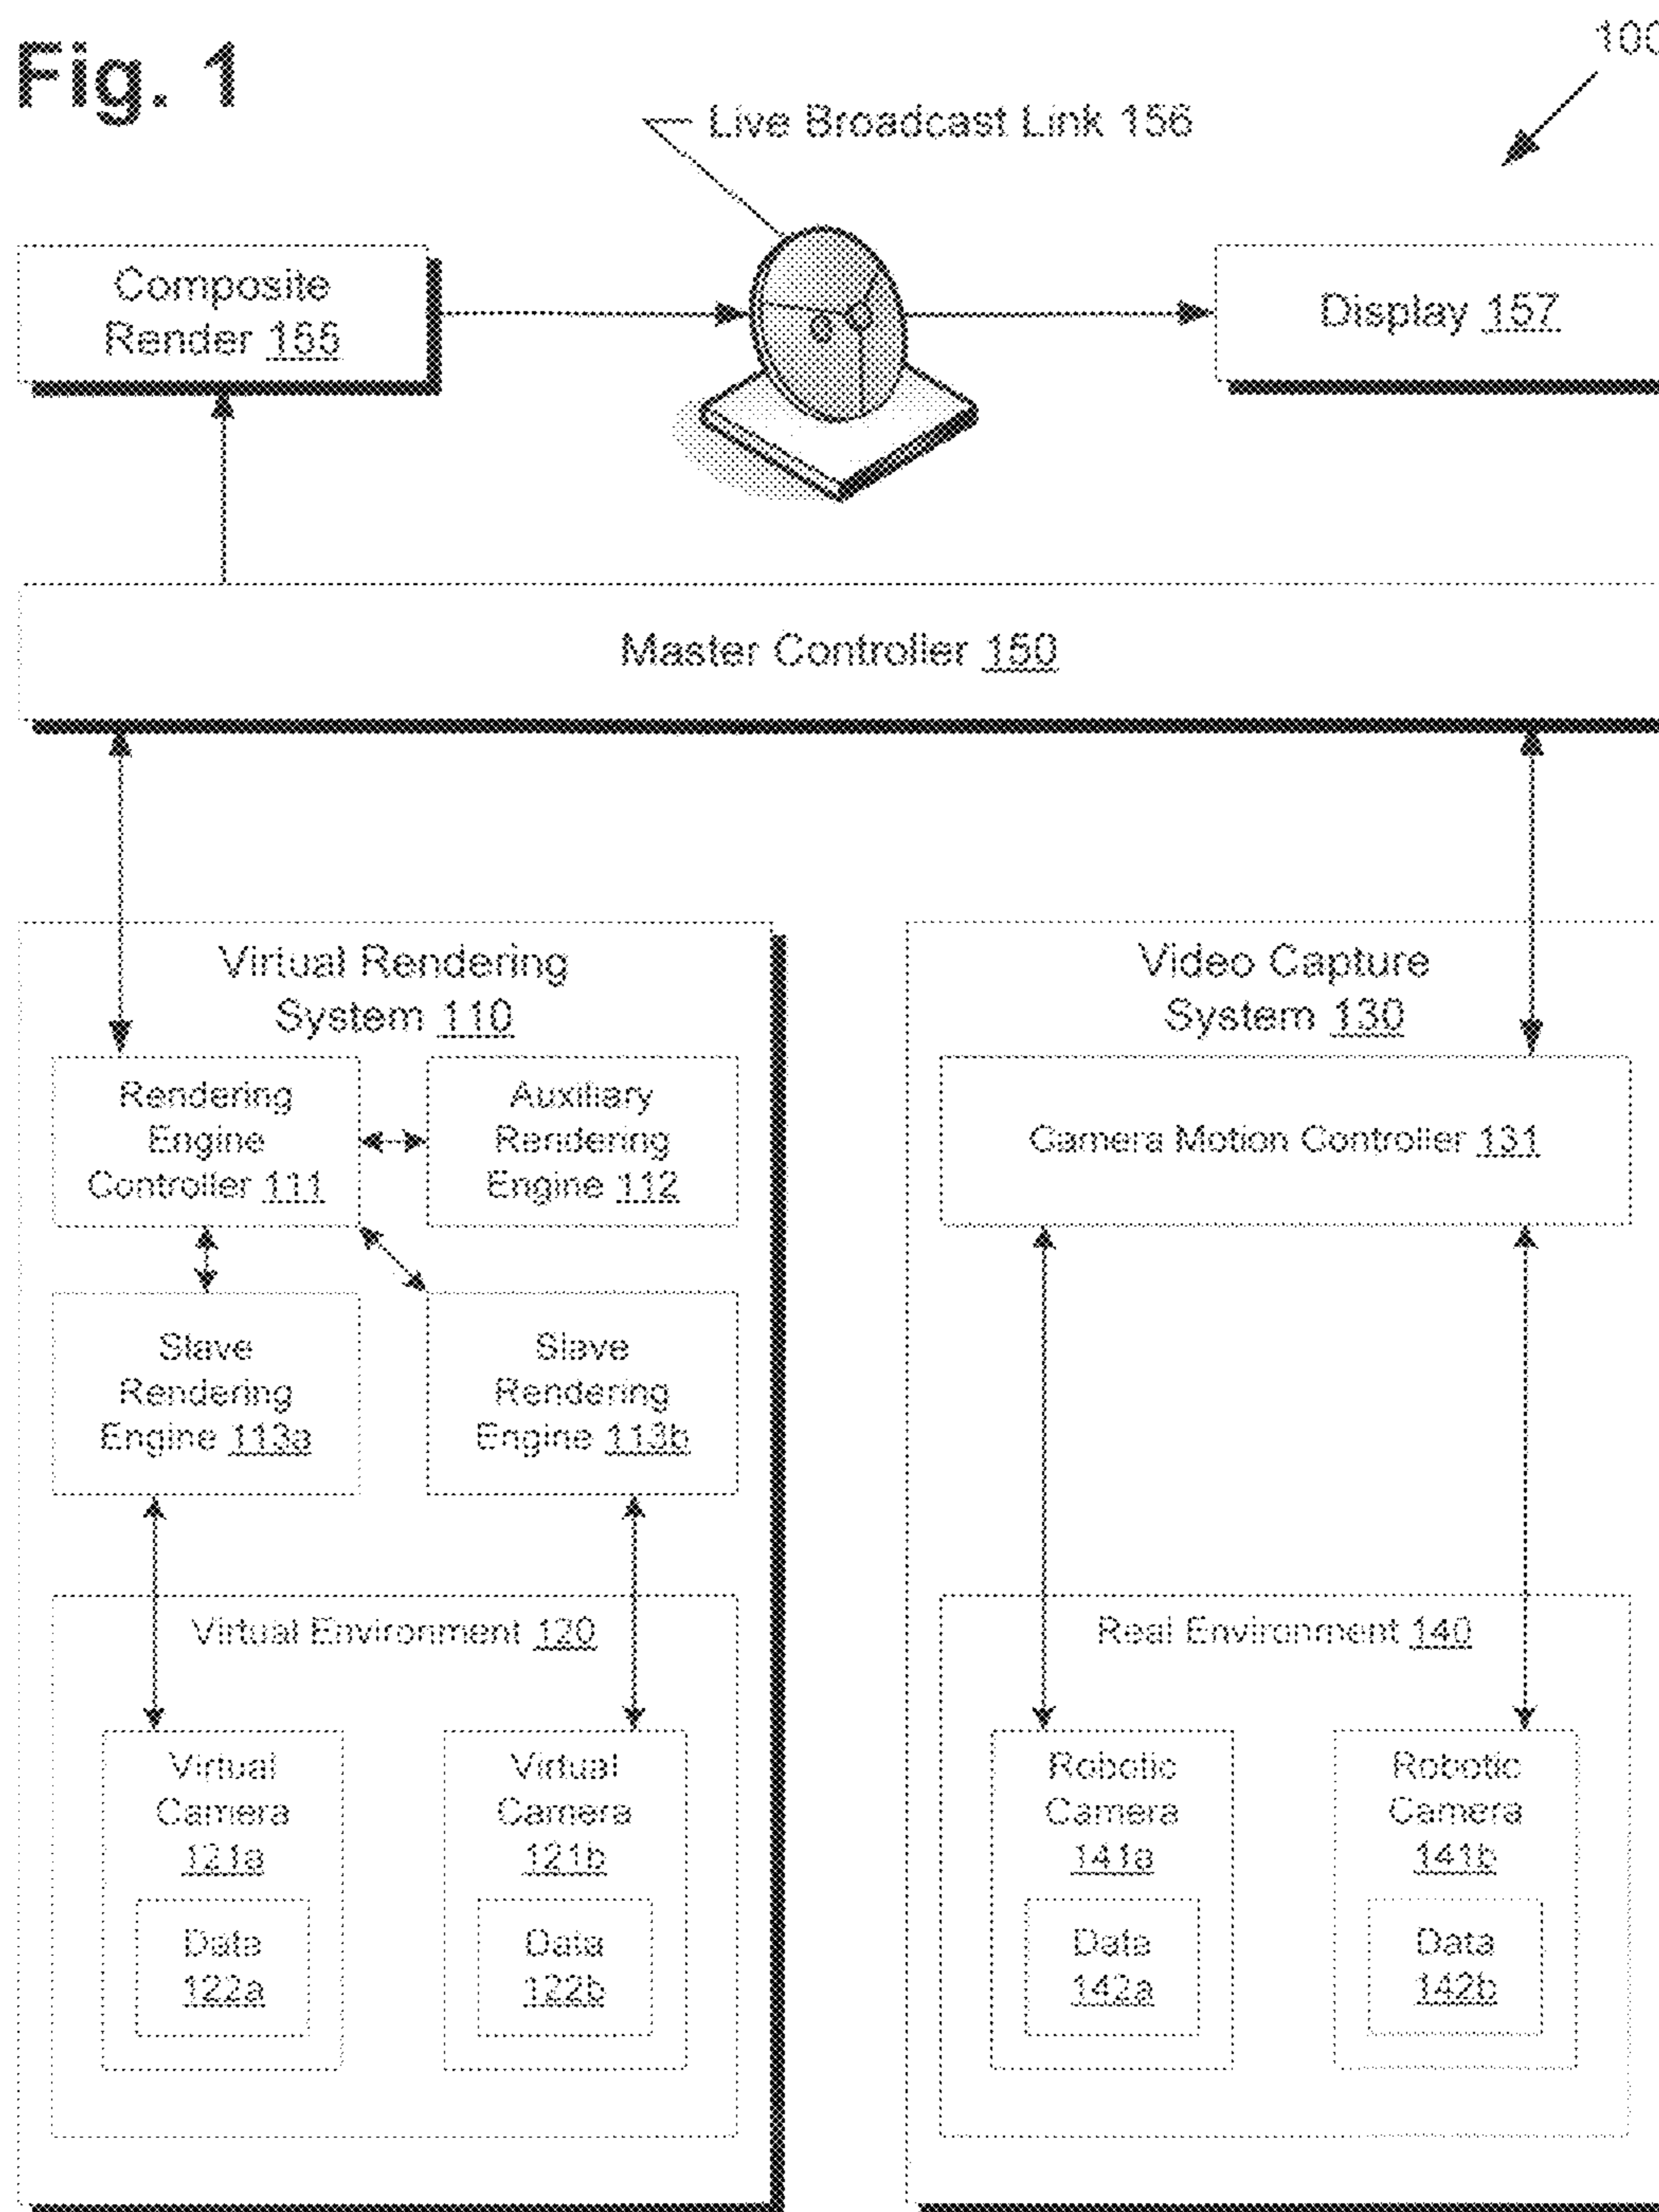 Fig. 1
100
Live Broadcast Link 156
Composite
Render 155
Display 157
Master Controller 150
Virtual Rendering
System 110
Rendering
Engine
Controller 111
Auxiliary
Rendering
Engine 112
Slave
Rendering
Engine 113a
Slave
Rendering
Engine 113b
Virtual Environment 120
Virtual
Camera
121a
Data
122a
Virtual
Camera
121b
Data
122b
Video Capture
System 130
Camera Motion Controller 131
Real Environment 140
Robotic
Camera
141a
Data
142a
Robotic
Camera
141b
Data
142b